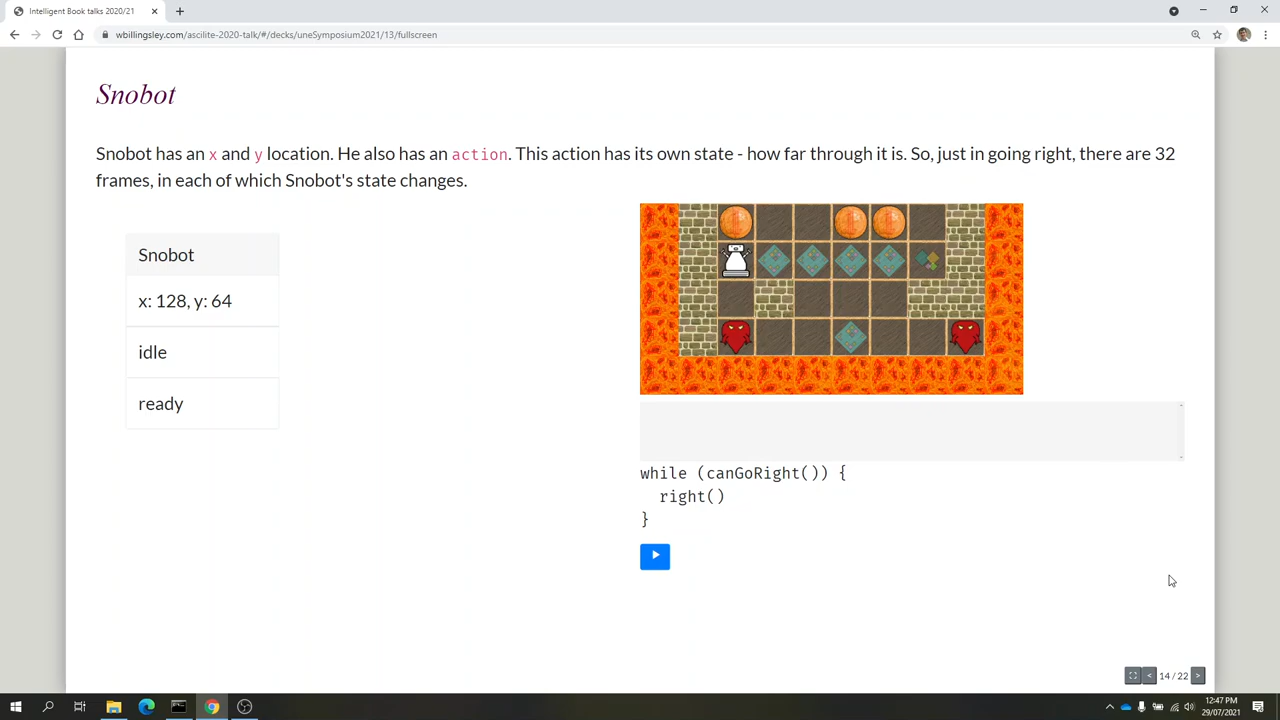 Intelligent Book talks 2020/21
wbillingsley.com/ascilite-2020-talk/#/decks/uneSymposium2021/13/fullscreen
Snobot
Snobot has an x and y location. He also has an action. This action has its own state - how far through it is. So, just in going right, there are 32
frames, in each of which Snobot's state changes.
Snobot
x: 128, y: 64
idle
ready
while (canGoRight()) {
  right()
}
< 14 / 22 >
12:47 PM
29/07/2021